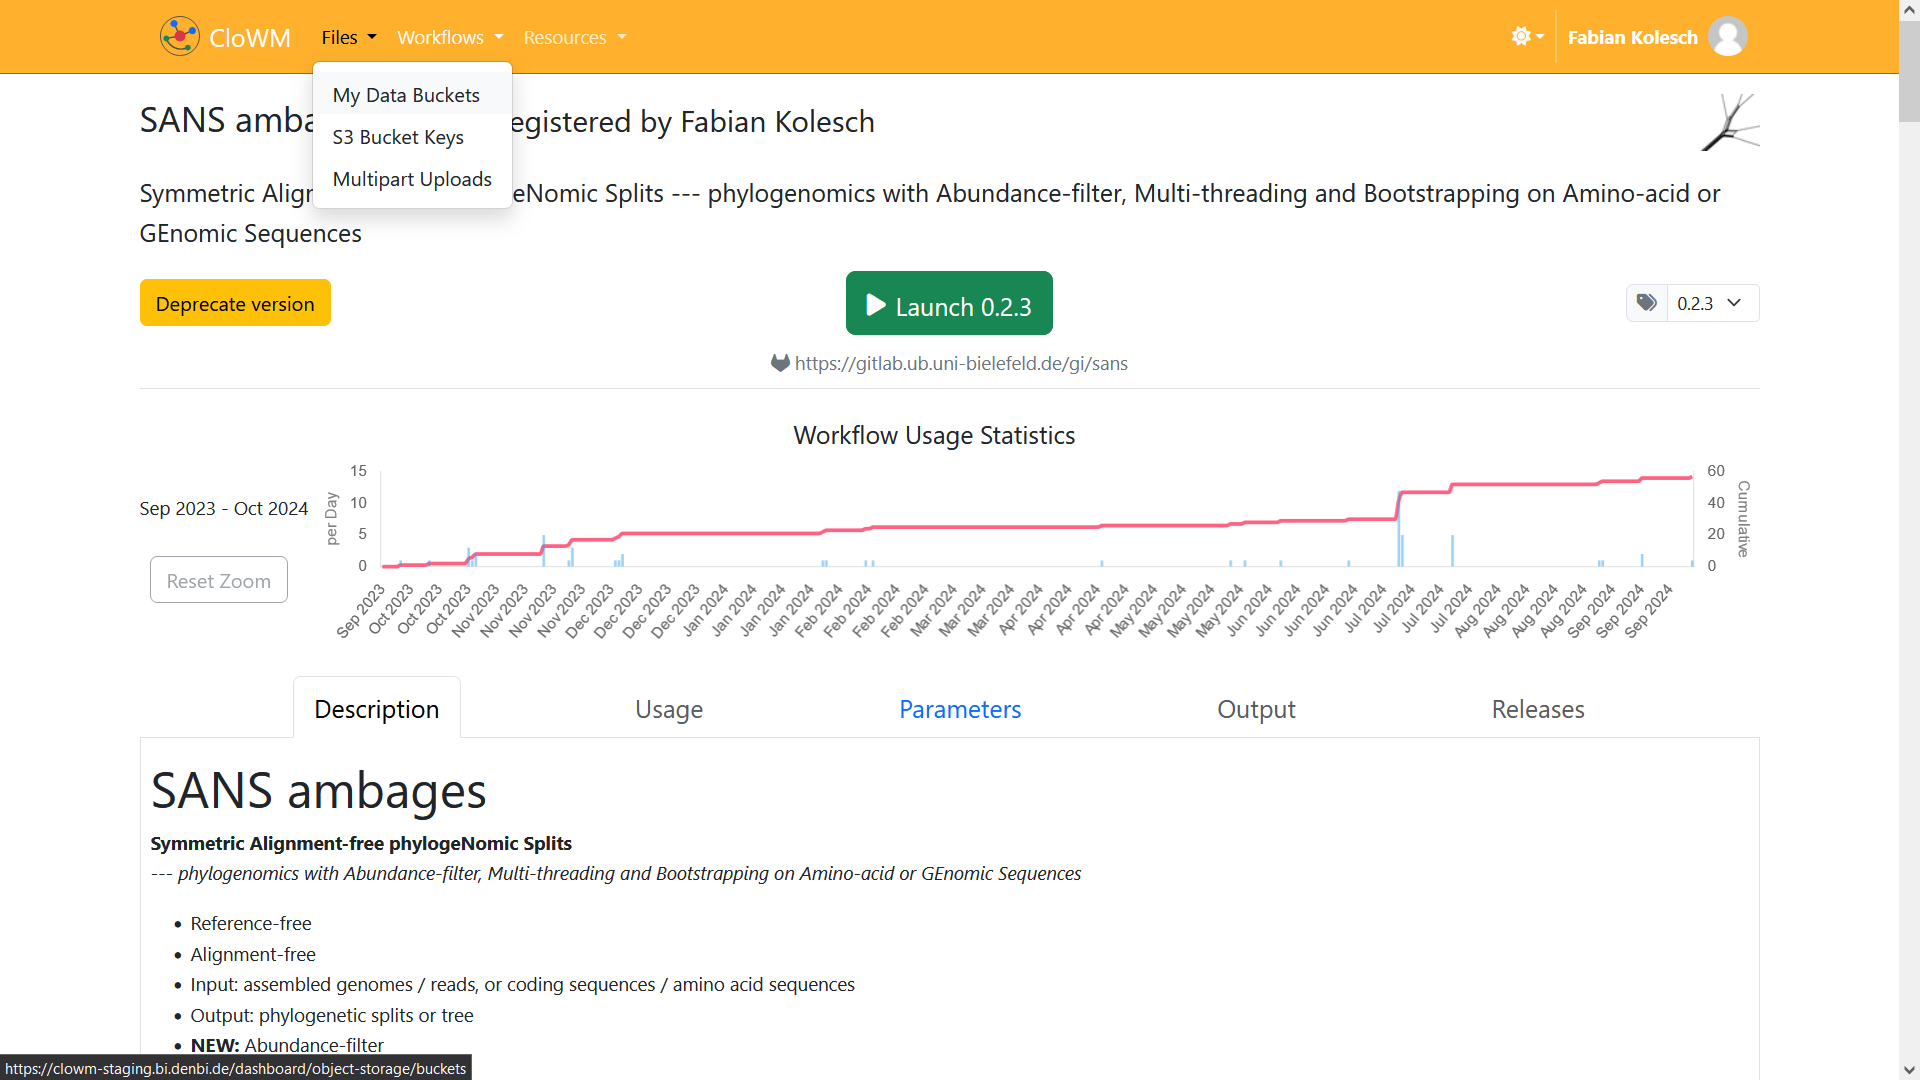 CloWM
Files
Workflows
Resources
Fabian Kolesch
My Data Buckets
S3 Bucket Keys
Multipart Uploads
SANS amba
egistered by Fabian Kolesch
Symmetric Align
eNomic Splits --- phylogenomics with Abundance-filter, Multi-threading and Bootstrapping on Amino-acid or
GEnomic Sequences
Deprecate version
Launch 0.2.3
0.2.3
https://gitlab.ub.uni-bielefeld.de/gi/sans
Workflow Usage Statistics
Sep 2023 - Oct 2024
Reset Zoom
per Day
15
10
5
0
60
40
20
0
Cumulative
Sep 2023
Oct 2023
Oct 2023
Oct 2023
Nov 2023
Nov 2023
Nov 2023
Nov 2023
Dec 2023
Dec 2023
Dec 2023
Dec 2023
Jan 2024
Jan 2024
Jan 2024
Jan 2024
Feb 2024
Feb 2024
Feb 2024
Feb 2024
Mar 2024
Mar 2024
Mar 2024
Apr 2024
Apr 2024
Apr 2024
Apr 2024
May 2024
May 2024
May 2024
May 2024
Jun 2024
Jun 2024
Jun 2024
Jun 2024
Jul 2024
Jul 2024
Jul 2024
Jul 2024
Aug 2024
Aug 2024
Aug 2024
Aug 2024
Sep 2024
Sep 2024
Sep 2024
Description
Usage
Parameters
Output
Releases
SANS ambages
Symmetric Alignment-free phylogeNomic Splits
--- phylogenomics with Abundance-filter, Multi-threading and Bootstrapping on Amino-acid or GEnomic Sequences
• Reference-free
• Alignment-free
• Input: assembled genomes / reads, or coding sequences / amino acid sequences
• Output: phylogenetic splits or tree
• NEW: Abundance-filter
https://clowm-staging.bi.denbi.de/dashboard/object-storage/buckets